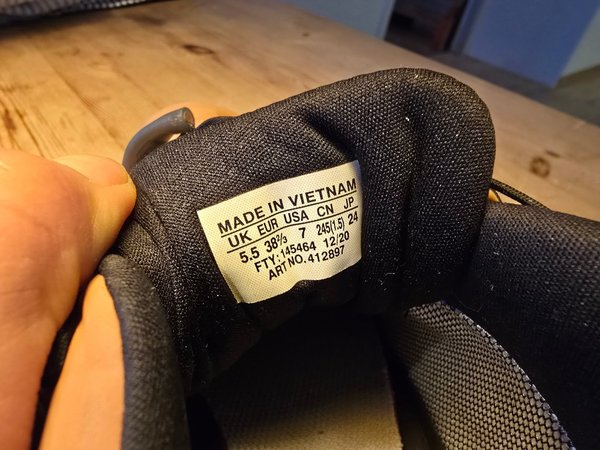 MADE IN VIETNAM
UK EUR USA CN JP
5.5 38⅔ 7 245(1.5) 24
FTY:145464 12/20
ART NO.412897